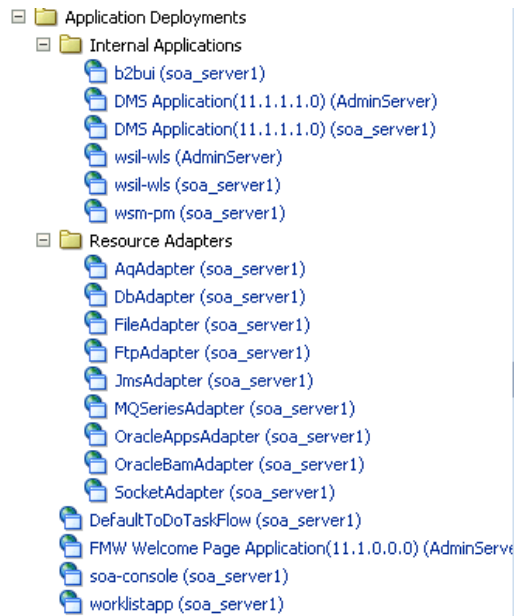 Application Deployments
Internal Applications
b2bui (soa_server1)
DMS Application(11.1.1.1.0) (AdminServer)
DMS Application(11.1.1.1.0) (soa_server1)
wsil-wls (AdminServer)
wsil-wls (soa_server1)
wsm-pm (soa_server1)
Resource Adapters
AqAdapter (soa_server1)
DbAdapter (soa_server1)
FileAdapter (soa_server1)
FtpAdapter (soa_server1)
JmsAdapter (soa_server1)
MQSeriesAdapter (soa_server1)
OracleAppsAdapter (soa_server1)
OracleBamAdapter (soa_server1)
SocketAdapter (soa_server1)
DefaultToDoTaskFlow (soa_server1)
FMW Welcome Page Application(11.1.0.0.0) (AdminServe
soa-console (soa_server1)
worklistapp (soa_server1)